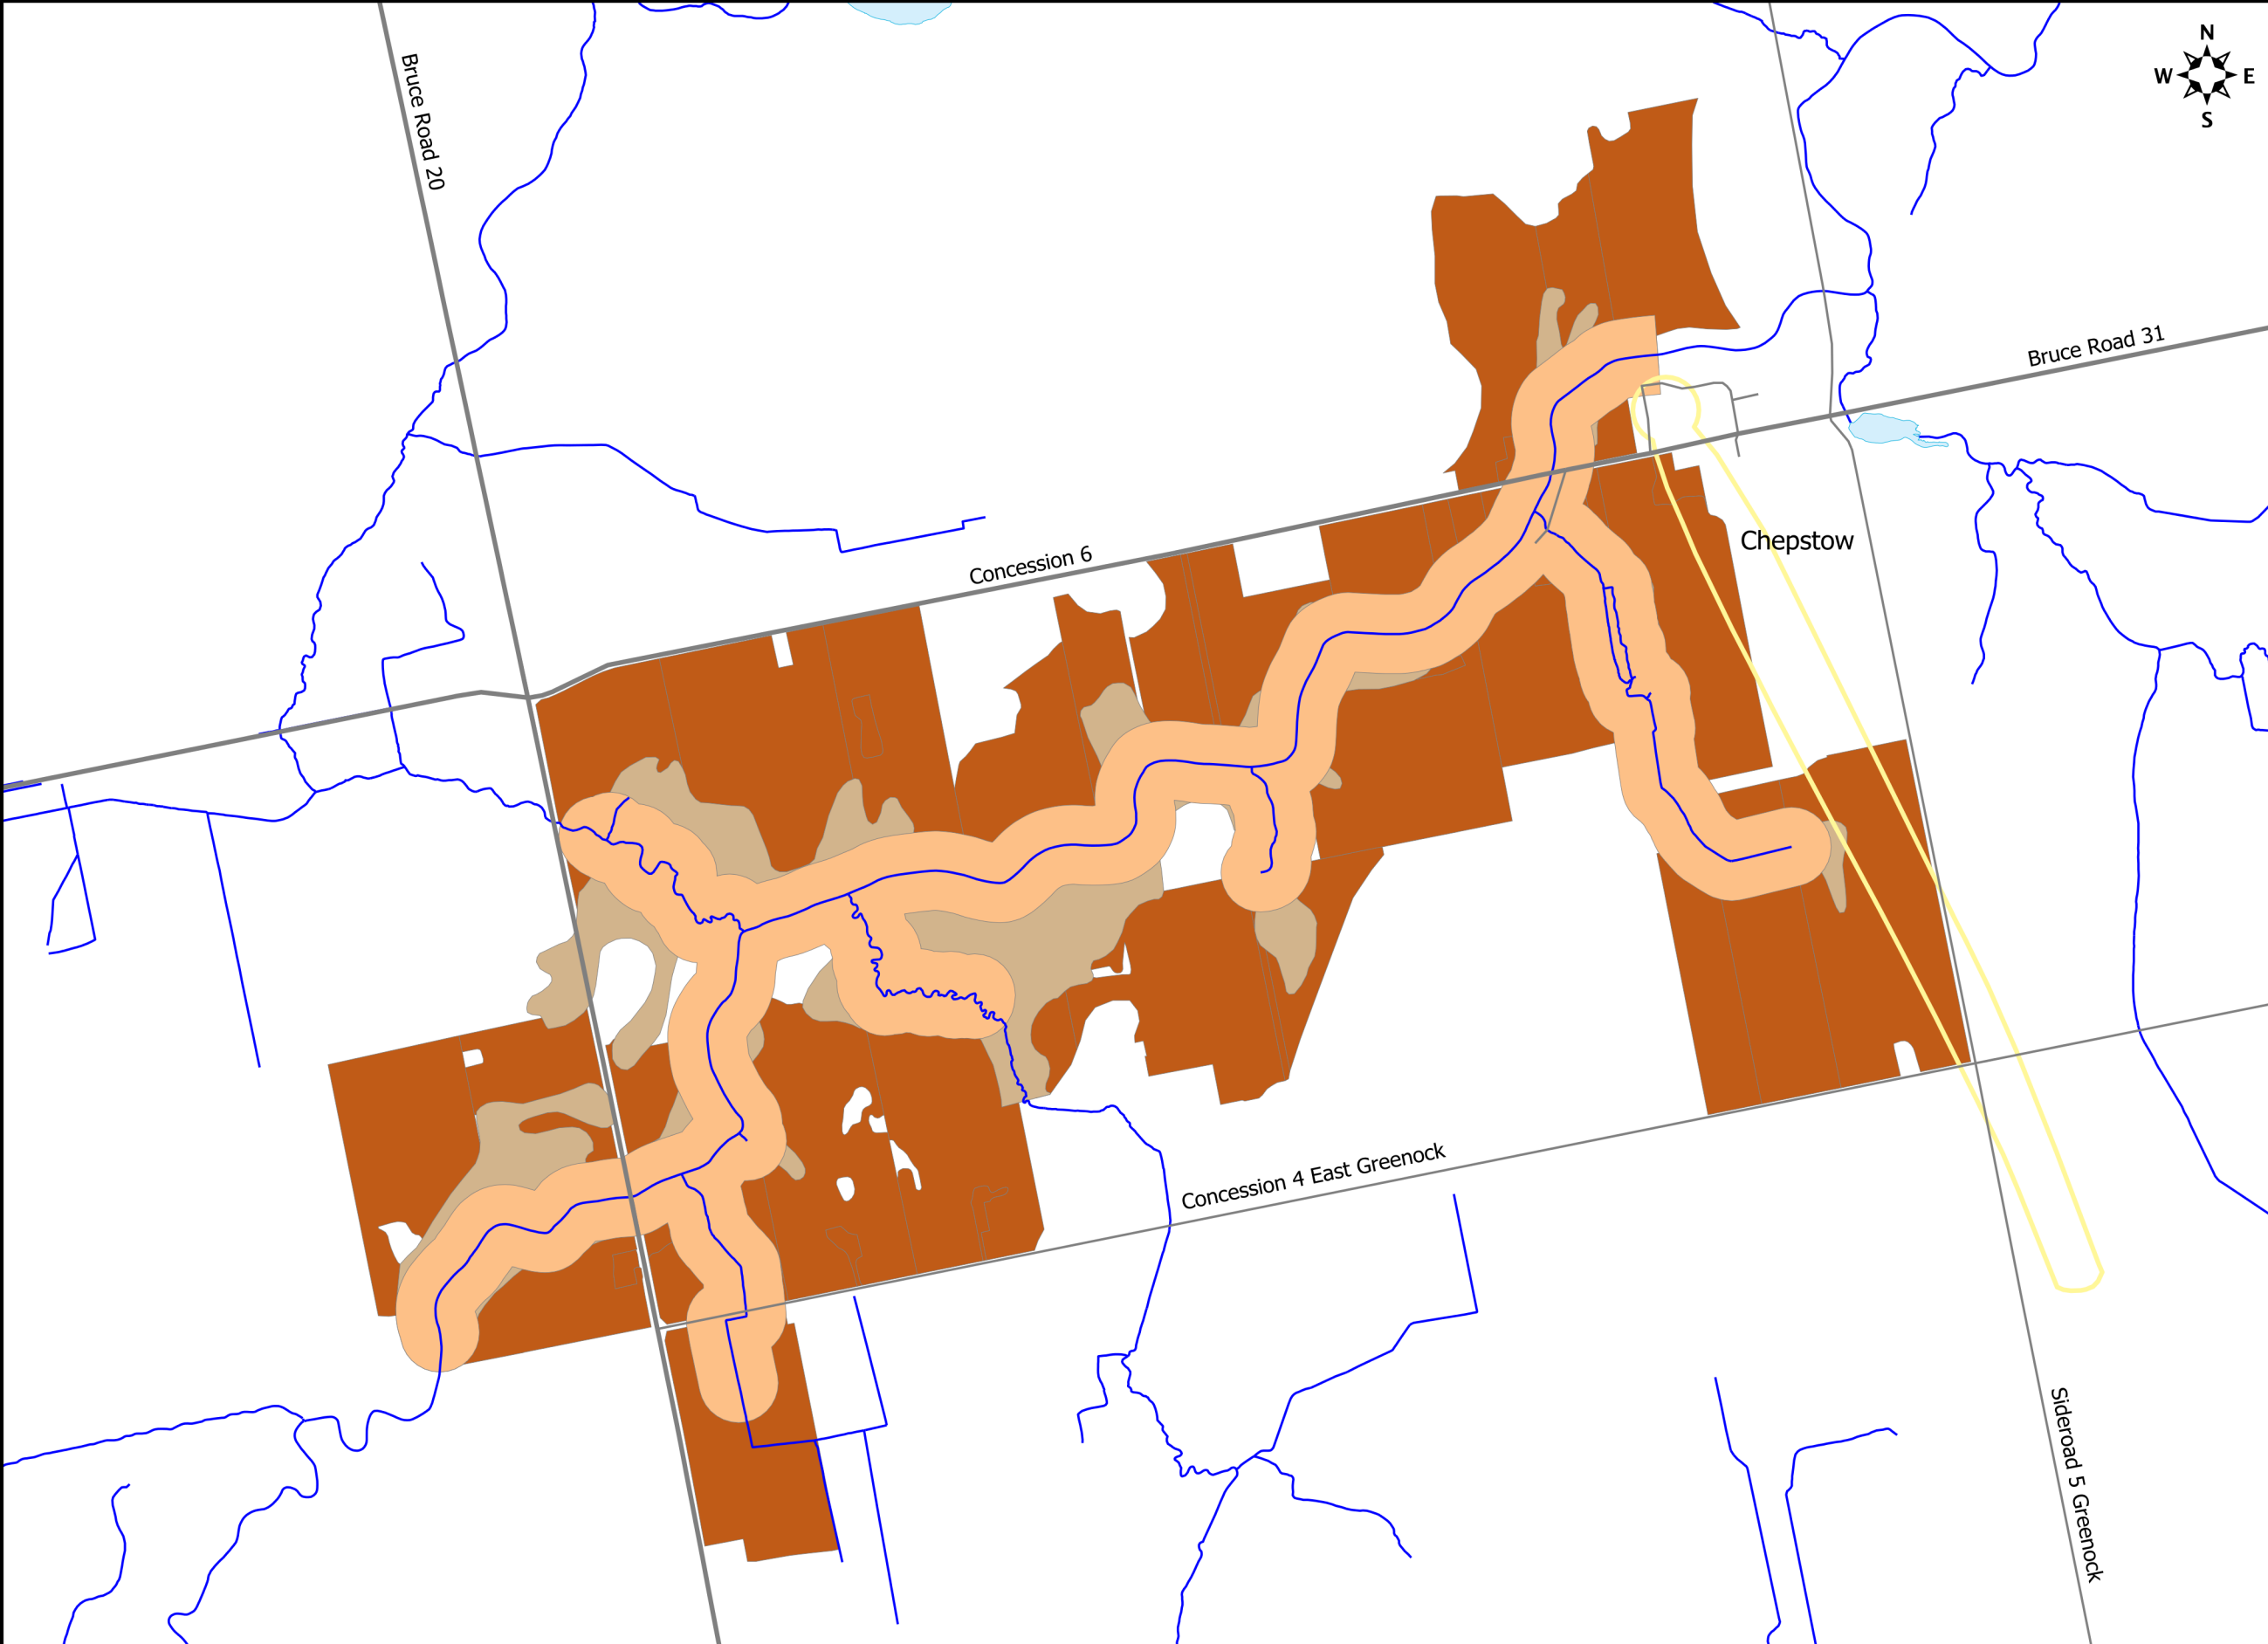 N
W E
S
Bruce Road 20
Bruce Road 31
Chepstow
Concession 6
Concession 4 East Greenock
Sideroad 5 Greenock